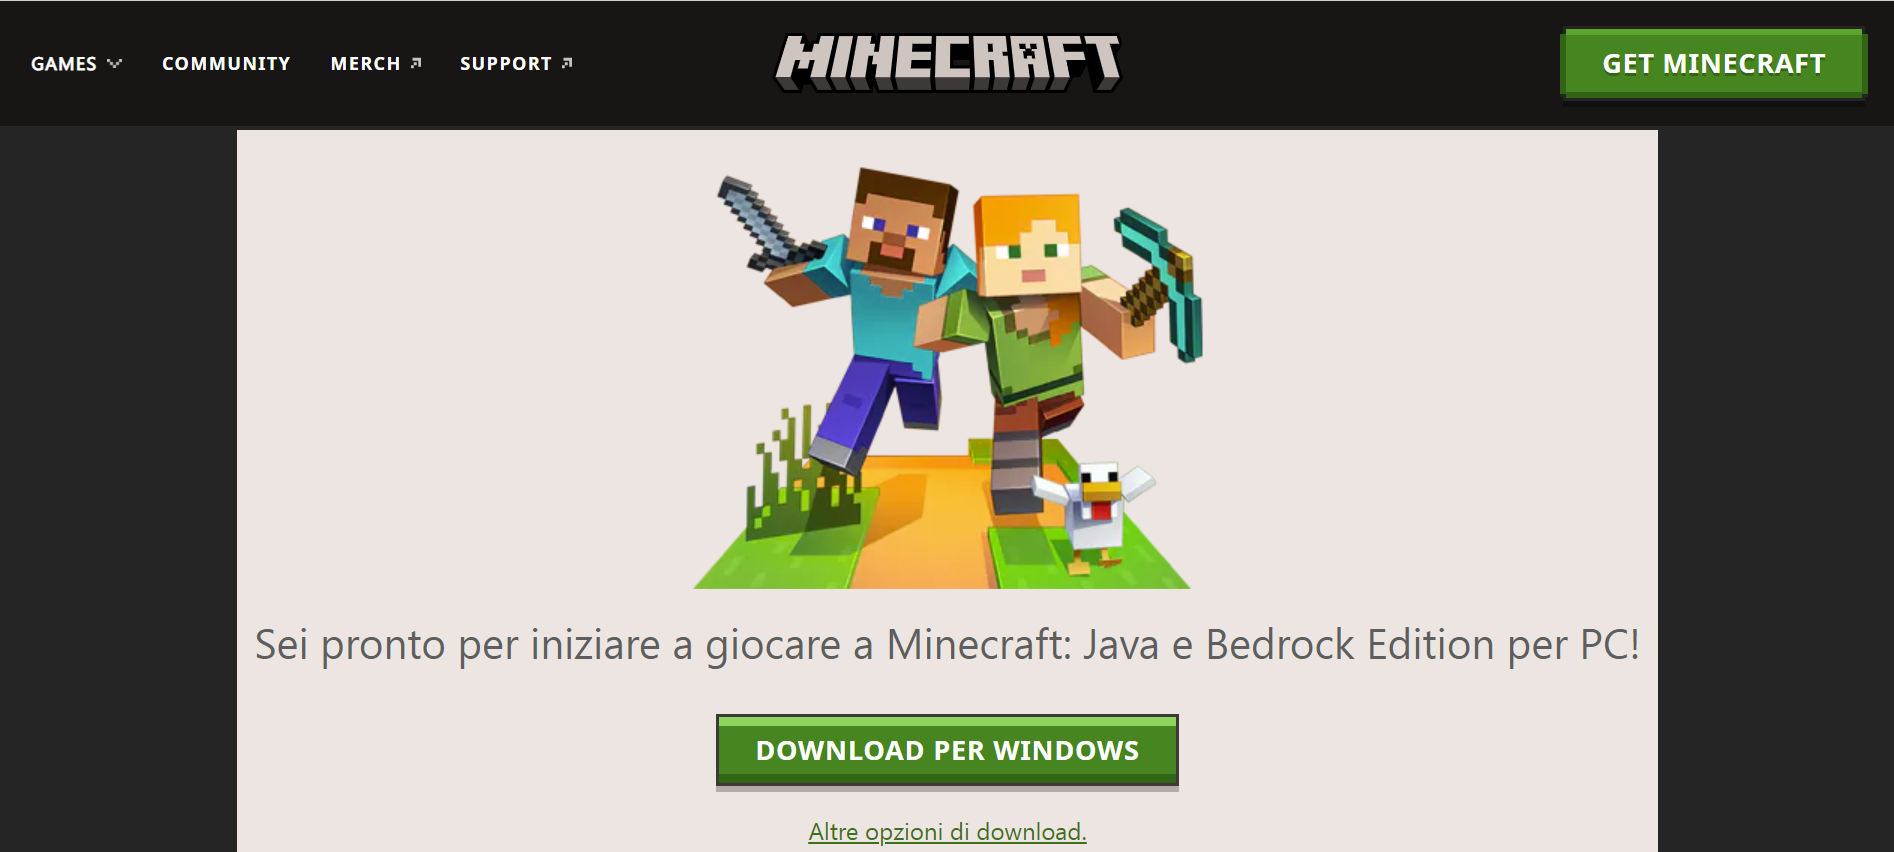 GAMES
COMMUNITY
MERCH
SUPPORT
MINECRAFT
GET MINECRAFT
Sei pronto per iniziare a giocare a Minecraft: Java e Bedrock Edition per PC!
DOWNLOAD PER WINDOWS
Altre opzioni di download.